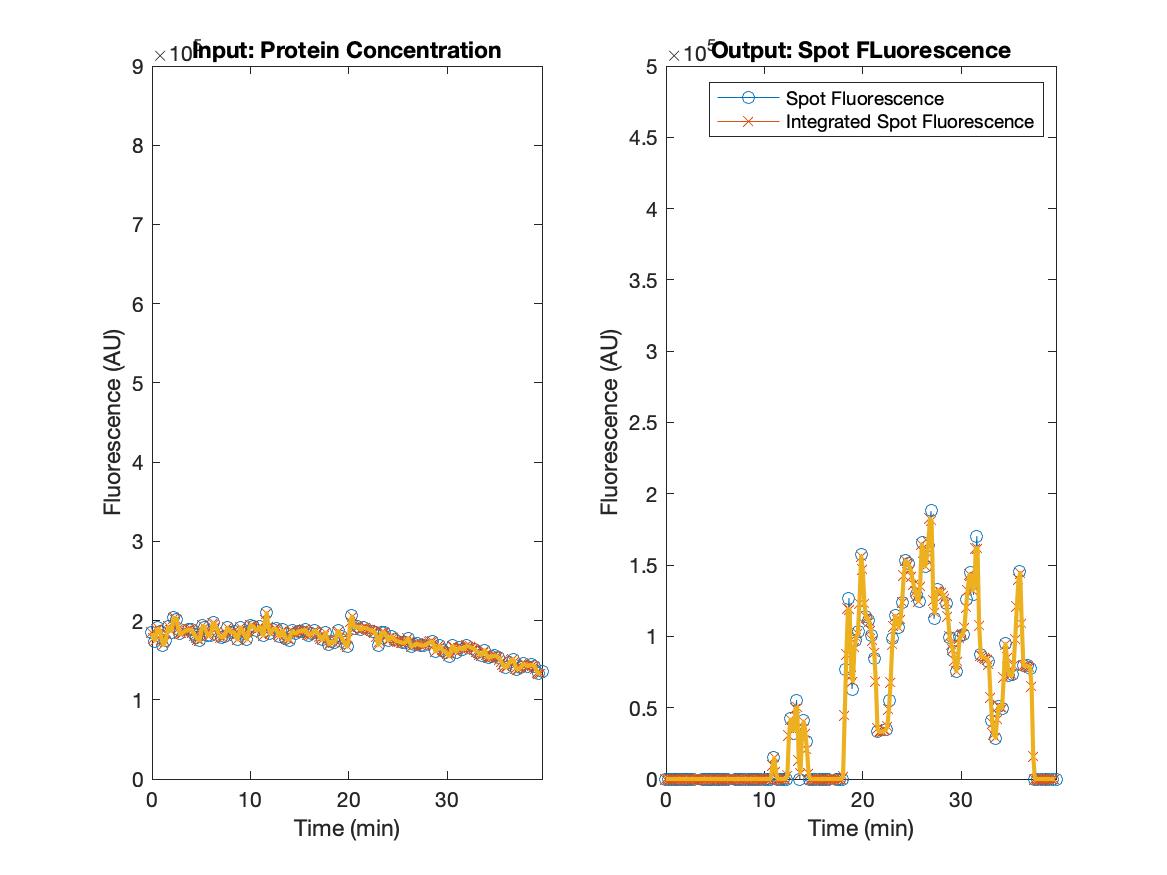 ×10⁵
Input: Protein Concentration
9
8
7
6
5
4
3
2
1
0
Fluorescence (AU)
0 10 20 30
Time (min)
×10⁵
Output: Spot FLuorescence
Spot Fluorescence
Integrated Spot Fluorescence
5
4.5
4
3.5
3
2.5
2
1.5
1
0.5
0
Fluorescence (AU)
0 10 20 30
Time (min)